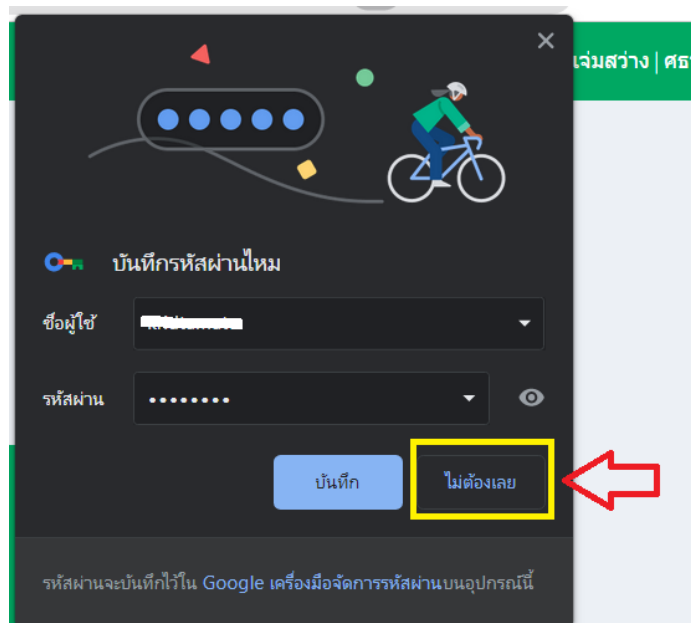 เจ่มสว่าง | ศธ
บันทึกรหัสผ่านไหม
ชื่อผู้ใช้
รหัสผ่าน ••••••••
บันทึก ไม่ต้องเลย
รหัสผ่านจะบันทึกไว้ใน Google เครื่องมือจัดการรหัสผ่านบนอุปกรณ์นี้